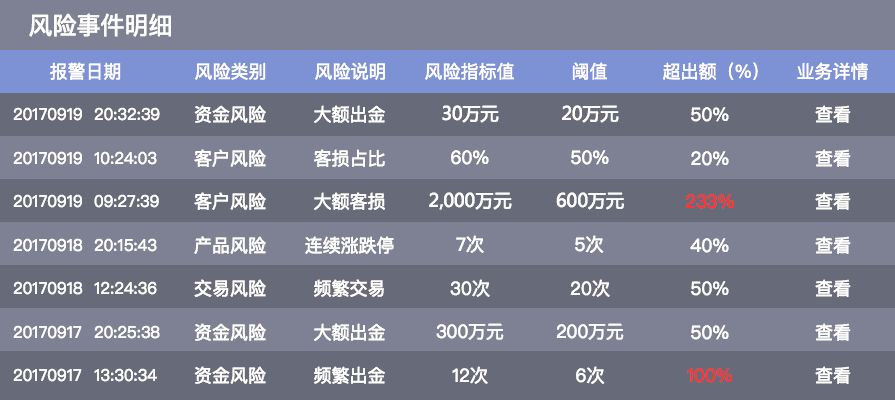 风险事件明细
报警日期 风险类别 风险说明 风险指标值 阈值 超出额（%） 业务详情
20170919 20:32:39 资金风险 大额出金 30万元 20万元 50% 查看
20170919 10:24:03 客户风险 客损占比 60% 50% 20% 查看
20170919 09:27:39 客户风险 大额客损 2,000万元 600万元 233% 查看
20170918 20:15:43 产品风险 连续涨跌停 7次 5次 40% 查看
20170918 12:24:36 交易风险 频繁交易 30次 20次 50% 查看
20170917 20:25:38 资金风险 大额出金 300万元 200万元 50% 查看
20170917 13:30:34 资金风险 频繁出金 12次 6次 100% 查看